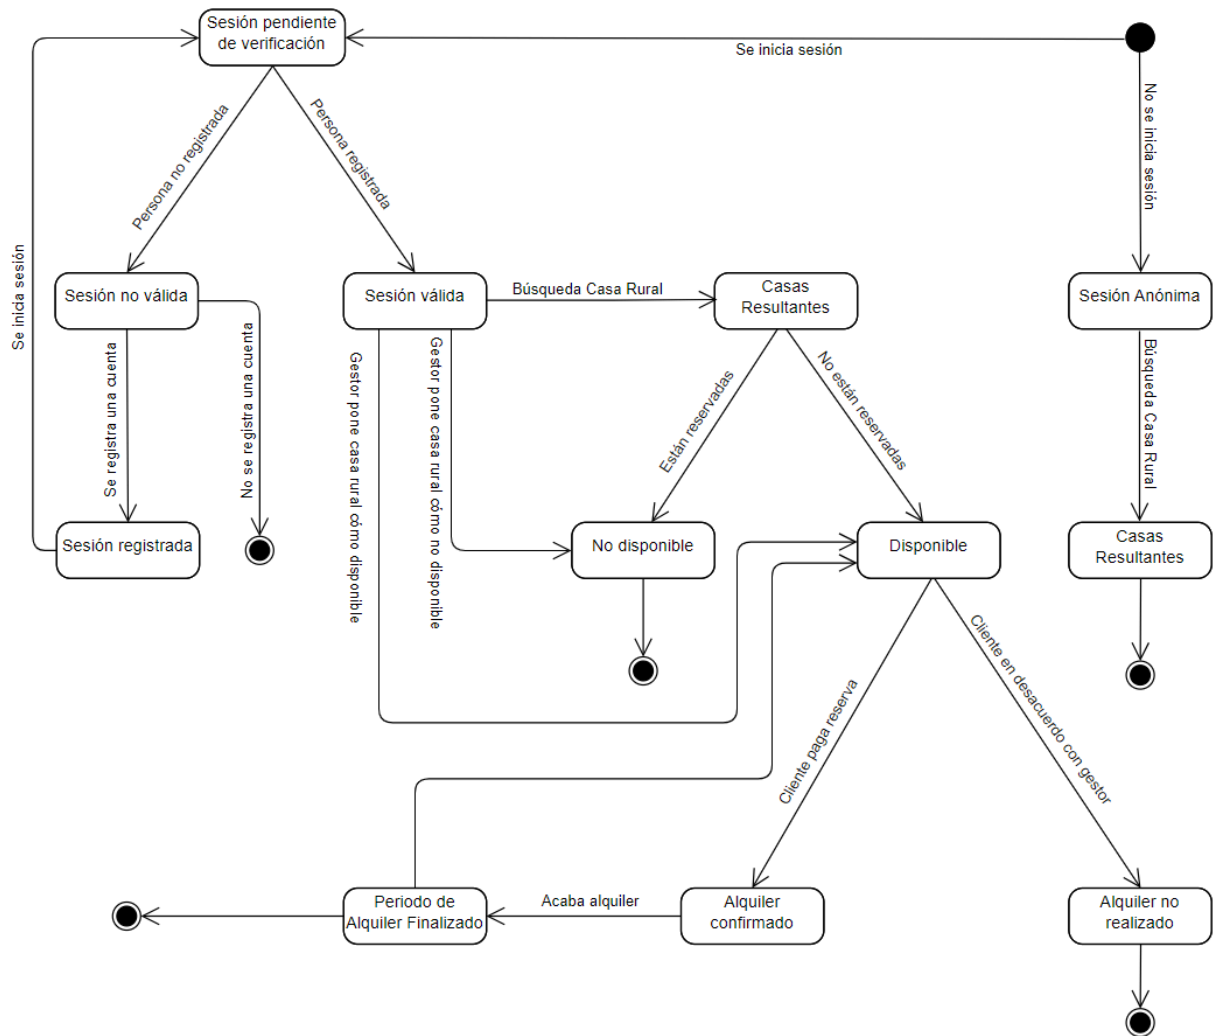 Sesión pendiente
de verificación
Se inicia sesión
No se inicia sesión
Persona no registrada
Persona registrada
Se inicia sesión
Sesión no válida
Sesión válida
Búsqueda Casa Rural
Casas
Resultantes
Sesión Anónima
Se registra una cuenta
No se registra una cuenta
Gestor pone casa rural cómo disponible
Gestor pone casa rural cómo no disponible
Están reservadas
No están reservadas
Búsqueda Casa Rural
Sesión registrada
No disponible
Disponible
Casas
Resultantes
Cliente paga reserva
Cliente en desacuerdo con gestor
Periodo de
Alquiler Finalizado
Acaba alquiler
Alquiler
confirmado
Alquiler no
realizado